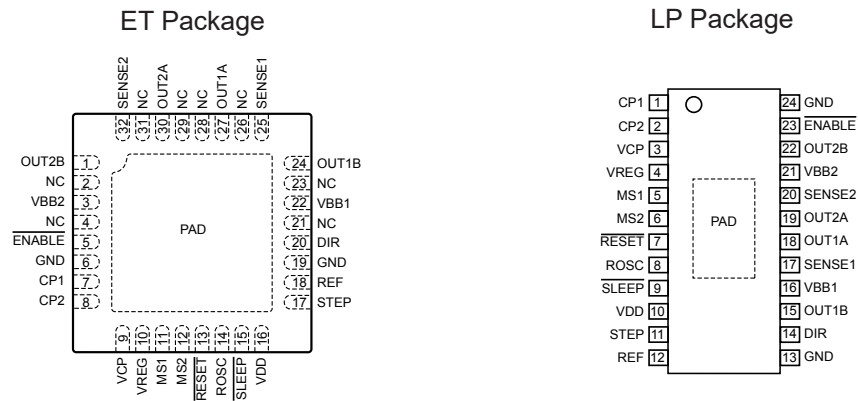 ET Package
LP Package
SENSE2
NC
OUT2A
NC
NC
OUT1A
NC
SENSE1
32
31
30
29
28
27
26
25
OUT2B 1
NC 2
VBB2 3
NC 4
ENABLE 5
GND 6
CP1 7
CP2 8
PAD
24 OUT1B
23 NC
22 VBB1
21 NC
20 DIR
19 GND
18 REF
17 STEP
9
10
11
12
13
14
15
16
VCP
VREG
MS1
MS2
RESET
ROSC
SLEEP
VDD
CP1 1
CP2 2
VCP 3
VREG 4
MS1 5
MS2 6
RESET 7
ROSC 8
SLEEP 9
VDD 10
STEP 11
REF 12
PAD
24 GND
23 ENABLE
22 OUT2B
21 VBB2
20 SENSE2
19 OUT2A
18 OUT1A
17 SENSE1
16 VBB1
15 OUT1B
14 DIR
13 GND